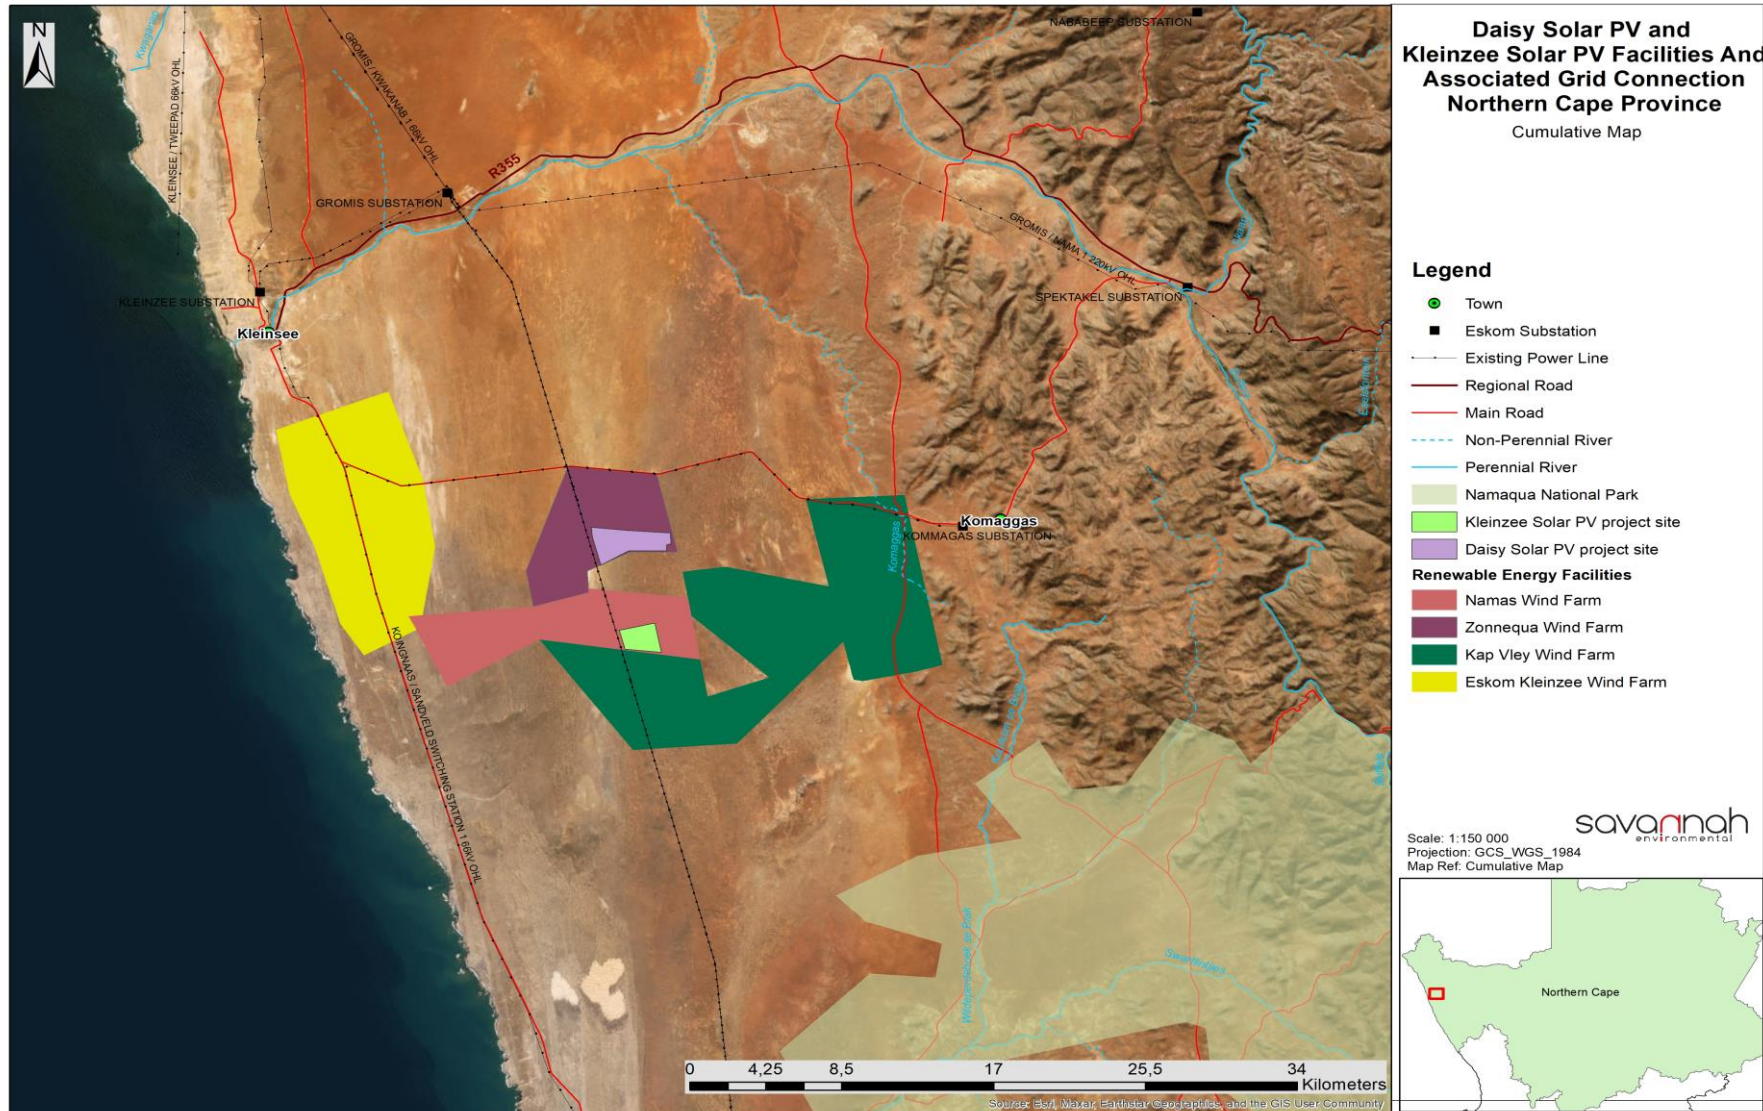 Daisy Solar PV and
Kleinzee Solar PV Facilities And
Associated Grid Connection
Northern Cape Province
Cumulative Map
N
Kwaganap
KLEINSEE / TWEEPAD 66kV OHL
GROMIS / KWAKANAB 1 66kV OHL
NABABEEP SUBSTATION
R355
GROMIS SUBSTATION
GROMIS / NAMA 1 220kV OHL
KLEINZEE SUBSTATION
SPEKTAKEL SUBSTATION
Kleinsee
Komaggas
KOMMAGAS SUBSTATION
Komaggas
KOINGNAAS / SANDVELD SWITCHING STATION 1 66kV OHL
Wildeperdehoek se Brak
Swartlintjies
0
4,25
8,5
17
25,5
34
Kilometers
Source: Esri, Maxar, Earthstar Geographics, and the GIS User Community
Legend
Town
Eskom Substation
Existing Power Line
Regional Road
Main Road
Non-Perennial River
Perennial River
Namaqua National Park
Kleinzee Solar PV project site
Daisy Solar PV project site
Renewable Energy Facilities
Namas Wind Farm
Zonnequa Wind Farm
Kap Vley Wind Farm
Eskom Kleinzee Wind Farm
savannah
environmental
Scale: 1:150 000
Projection: GCS_WGS_1984
Map Ref: Cumulative Map
Northern Cape